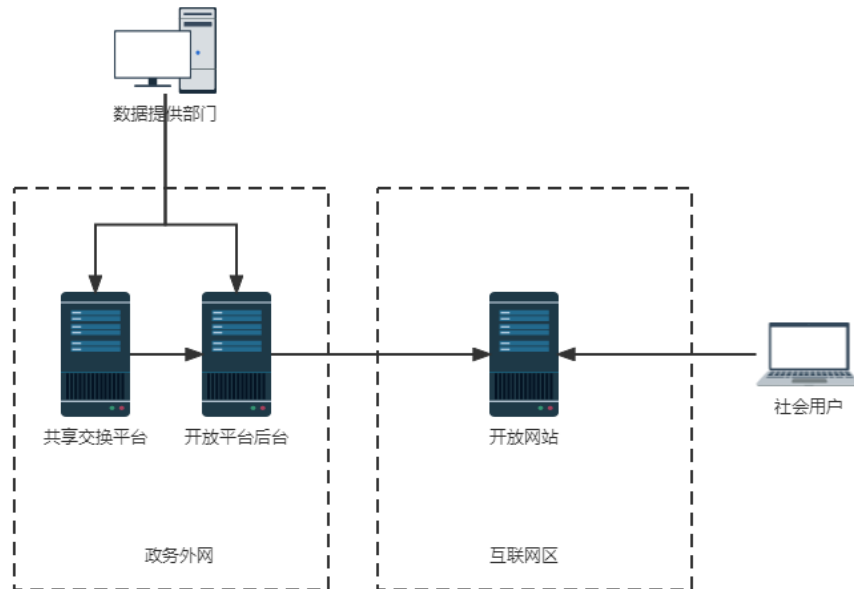 数据提供部门
共享交换平台
开放平台后台
开放网站
社会用户
政务外网
互联网区